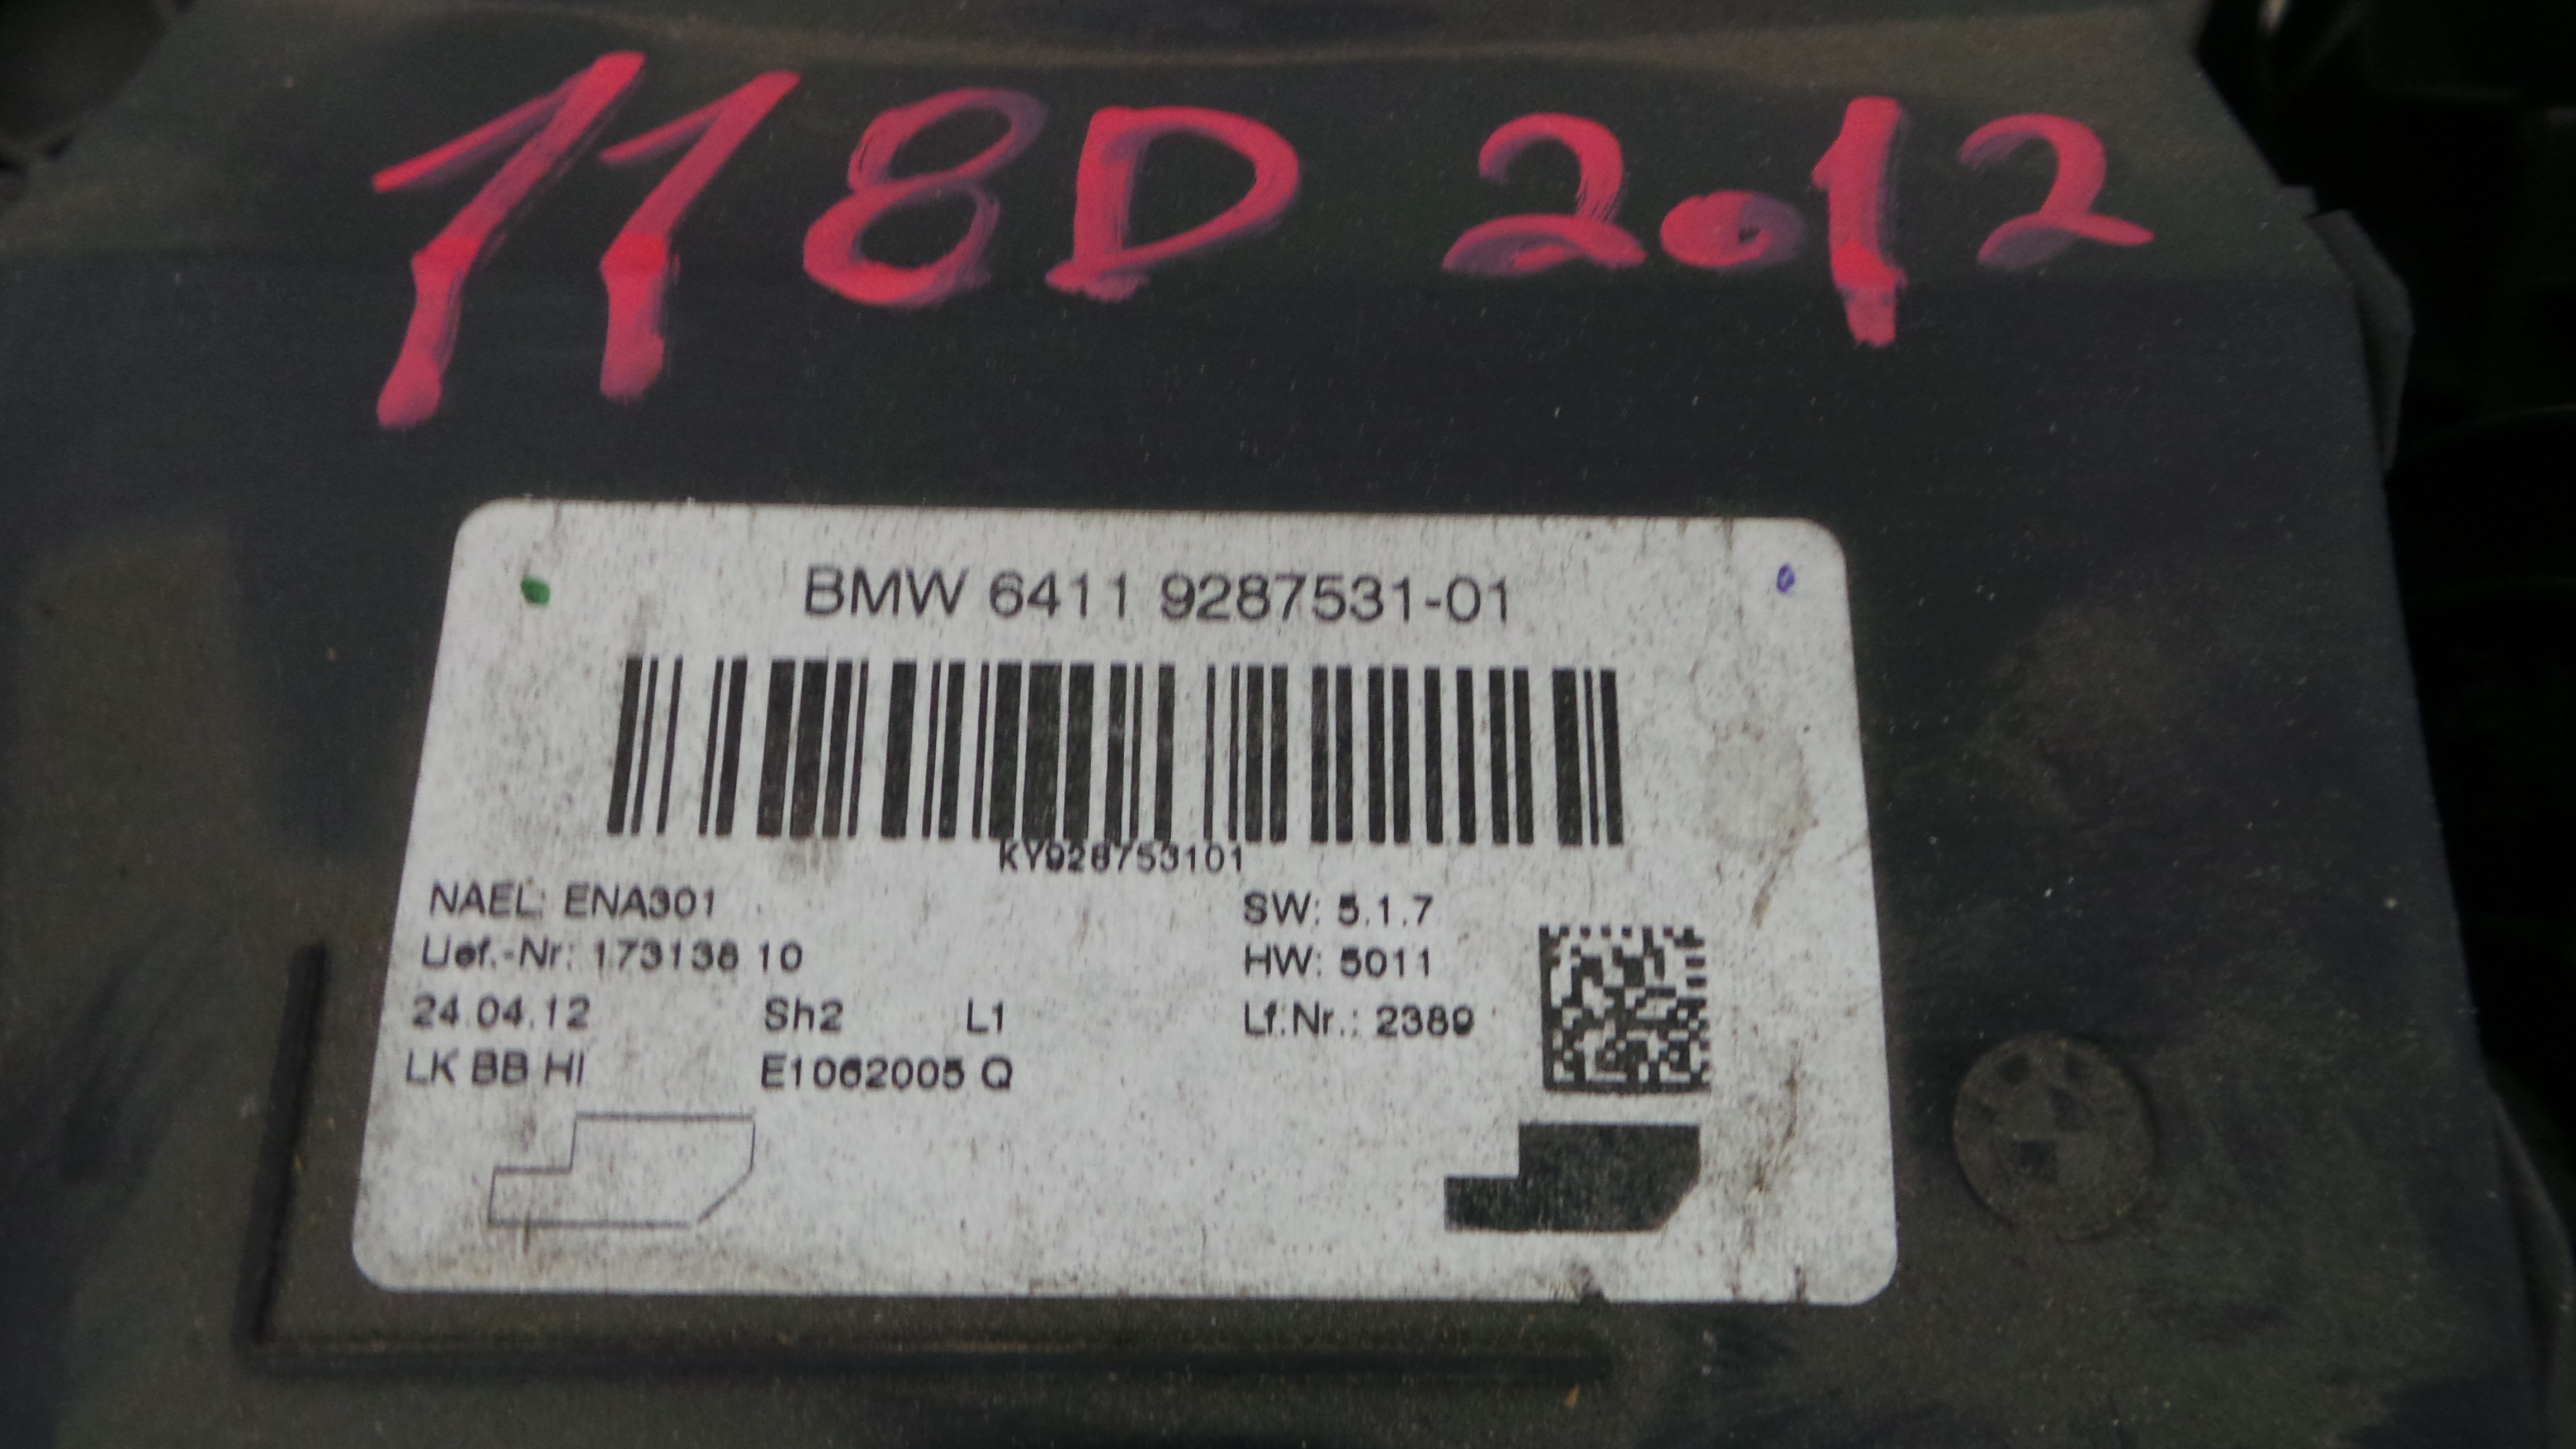 118D 2012
BMW 6411 9287531-01
KY928753101
NAEL: ENA301
SW: 5.1.7
Lief.-Nr: 173138 10
HW: 5011
24.04.12 Sh2 L1
Lf.Nr.: 2389
LK BB HI E1062005 Q